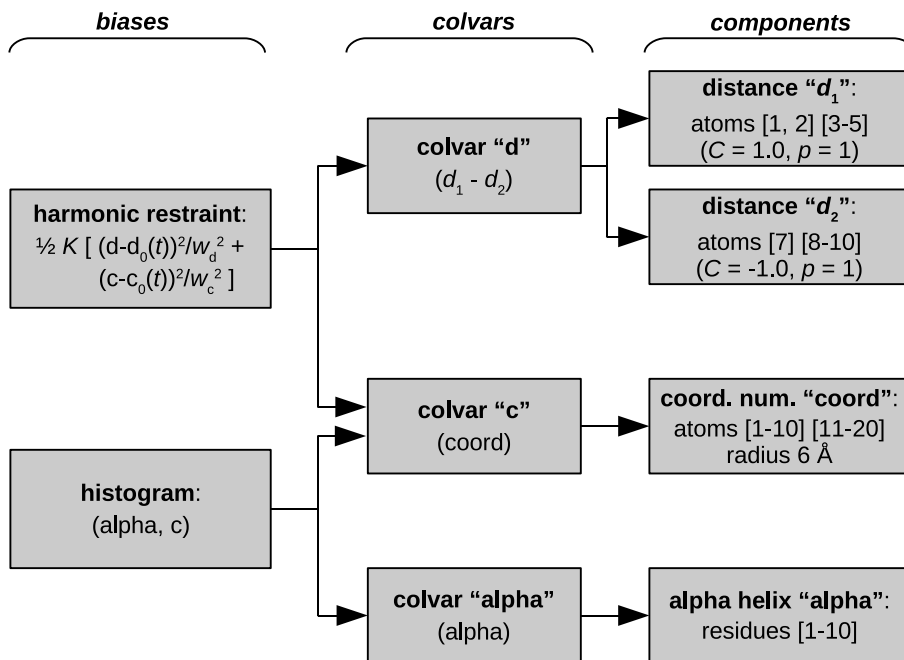 biases
colvars
components
harmonic restraint:
½ K [ (d-d₀(t))²/w_d² +
(c-c₀(t))²/w_c² ]
histogram:
(alpha, c)
colvar “d”
(d₁ - d₂)
colvar “c”
(coord)
colvar “alpha”
(alpha)
distance “d₁”:
atoms [1, 2] [3-5]
(C = 1.0, p = 1)
distance “d₂”:
atoms [7] [8-10]
(C = -1.0, p = 1)
coord. num. “coord”:
atoms [1-10] [11-20]
radius 6 Å
alpha helix “alpha”:
residues [1-10]